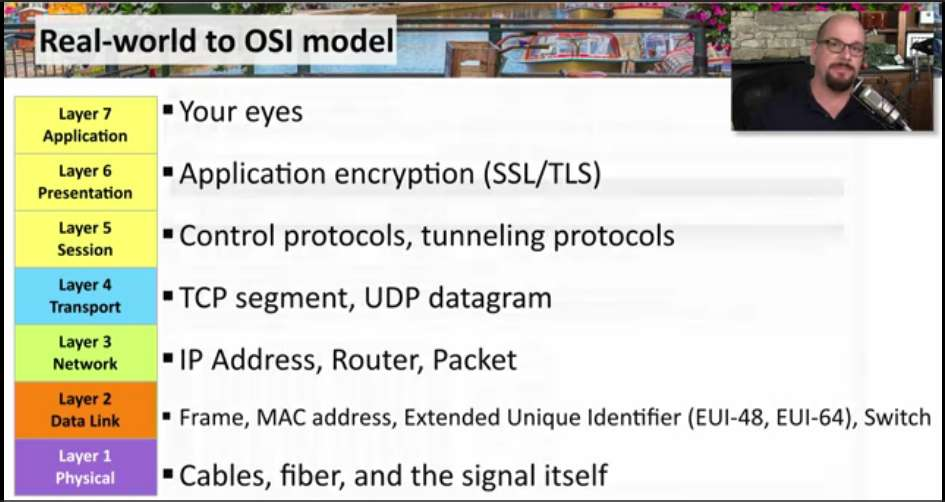 Real-world to OSI model
Layer 7
Application
▪ Your eyes
Layer 6
Presentation
▪ Application encryption (SSL/TLS)
Layer 5
Session
▪ Control protocols, tunneling protocols
Layer 4
Transport
▪ TCP segment, UDP datagram
Layer 3
Network
▪ IP Address, Router, Packet
Layer 2
Data Link
▪ Frame, MAC address, Extended Unique Identifier (EUI-48, EUI-64), Switch
Layer 1
Physical
▪ Cables, fiber, and the signal itself